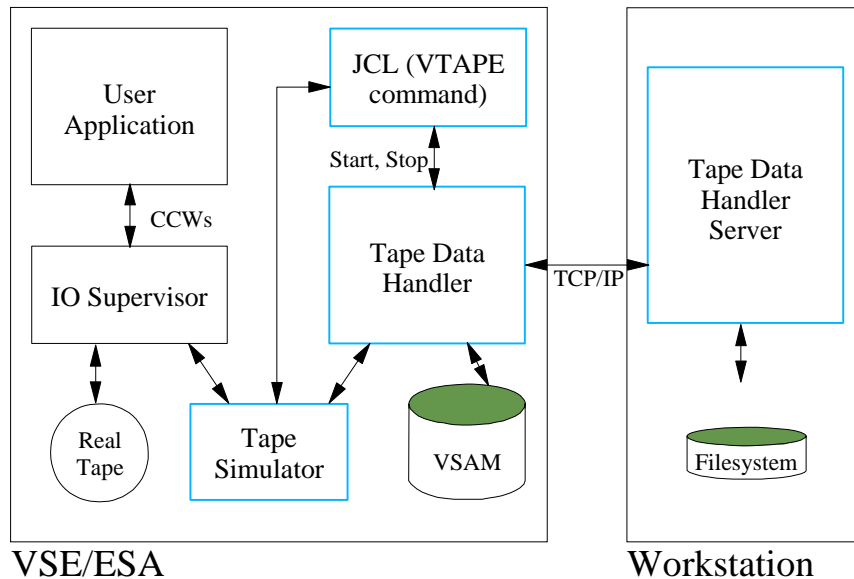 User
Application
JCL (VTAPE
command)
Start, Stop
CCWs
IO Supervisor
Tape Data
Handler
TCP/IP
Tape Data
Handler
Server
Real
Tape
Tape
Simulator
VSAM
Filesystem
VSE/ESA
Workstation